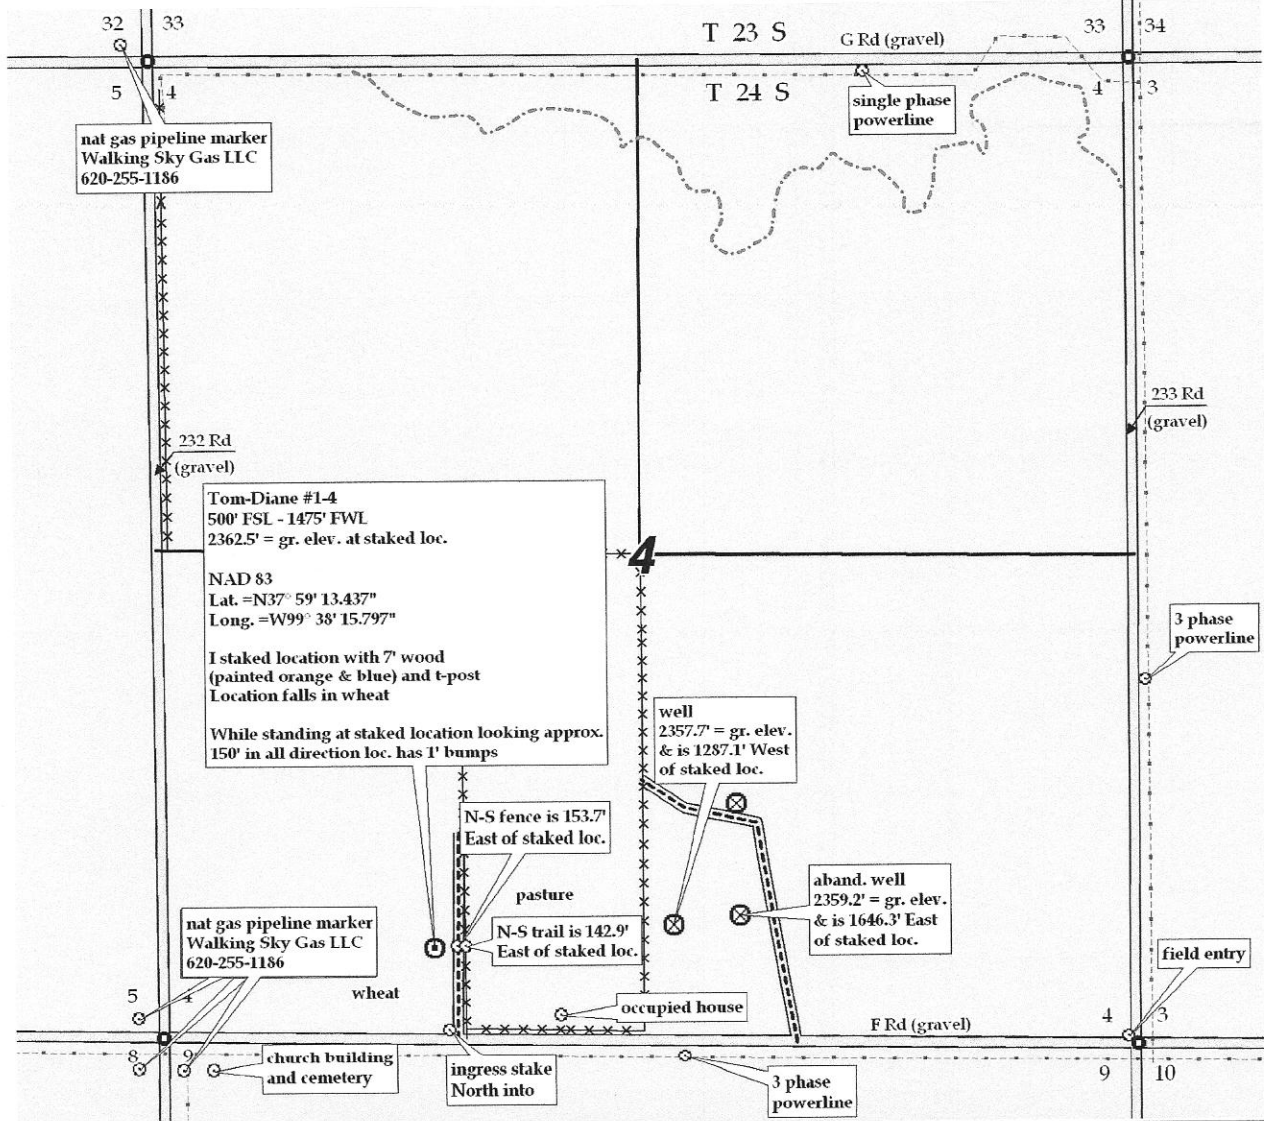 32 33
T 23 S
G Rd (gravel)
33 34
5 4
T 24 S
4 3
single phase
powerline
nat gas pipeline marker
Walking Sky Gas LLC
620-255-1186
232 Rd
(gravel)
233 Rd
(gravel)
Tom-Diane #1-4
500' FSL - 1475' FWL
2362.5' = gr. elev. at staked loc.
NAD 83
Lat. =N37° 59' 13.437"
Long. =W99° 38' 15.797"
I staked location with 7' wood
(painted orange & blue) and t-post
Location falls in wheat
While standing at staked location looking approx.
150' in all direction loc. has 1' bumps
4
3 phase
powerline
well
2357.7' = gr. elev.
& is 1287.1' West
of staked loc.
N-S fence is 153.7'
East of staked loc.
pasture
aband. well
2359.2' = gr. elev.
& is 1646.3' East
of staked loc.
N-S trail is 142.9'
East of staked loc.
nat gas pipeline marker
Walking Sky Gas LLC
620-255-1186
field entry
5 4
wheat
occupied house
F Rd (gravel)
4 3
8 9
church building
and cemetery
ingress stake
North into
3 phase
powerline
9 10